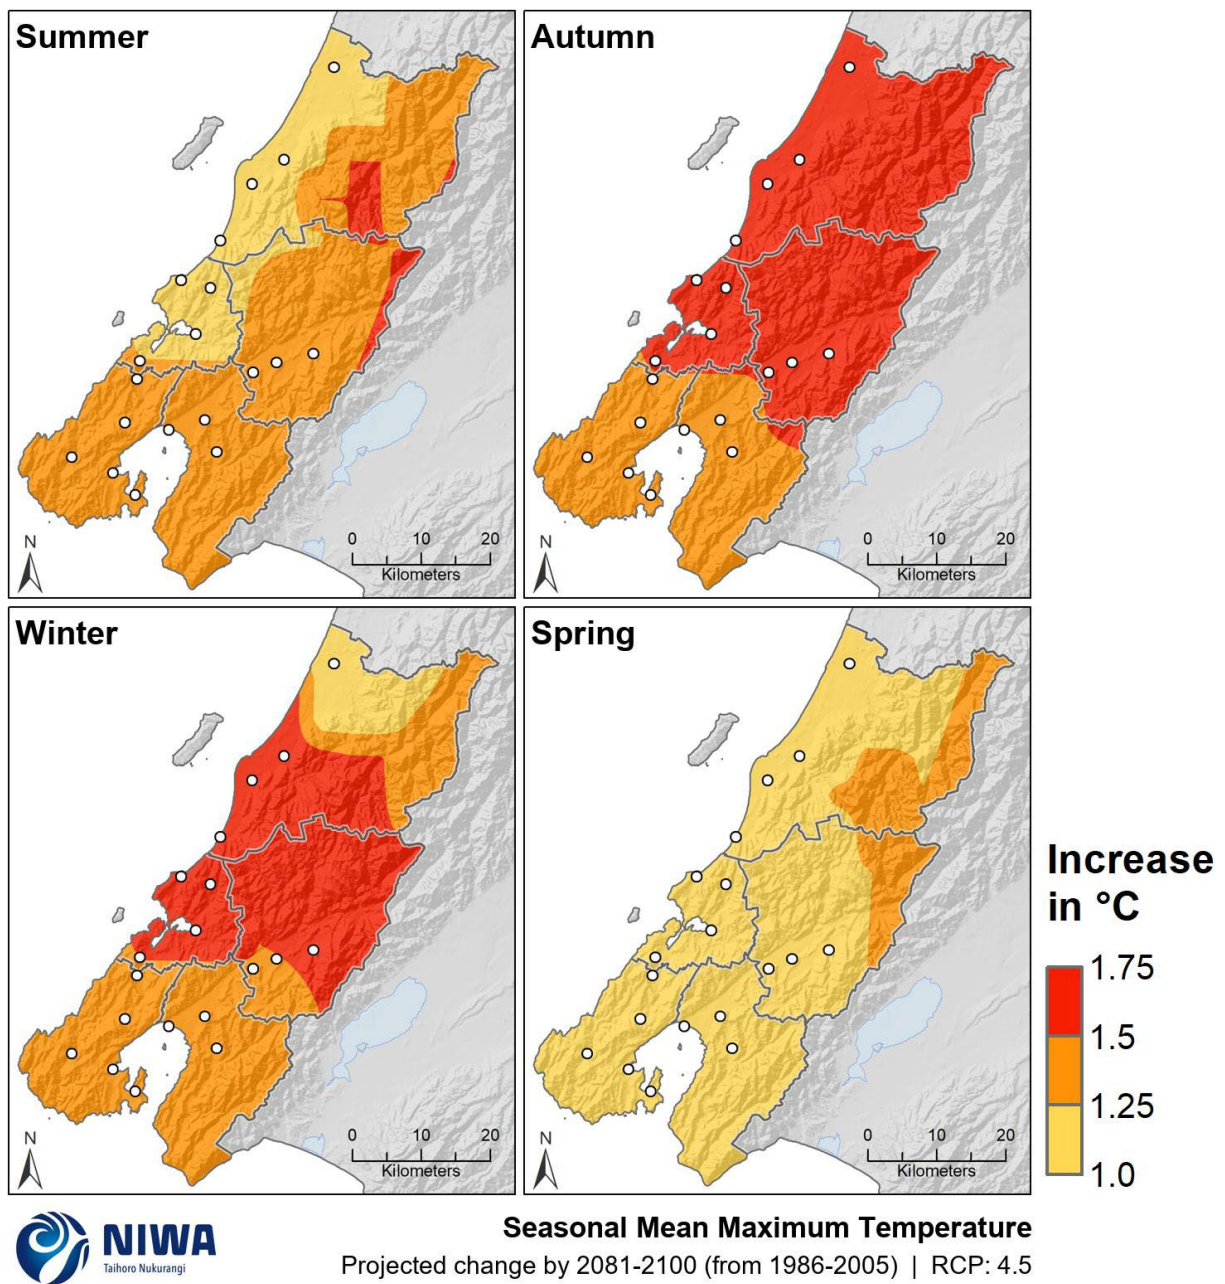 Summer
Autumn
N
0 10 20
Kilometers
N
0 10 20
Kilometers
Winter
Spring
N
0 10 20
Kilometers
N
0 10 20
Kilometers
Increase
in °C
1.75
1.5
1.25
1.0
NIWA
Taihoro Nukurangi
Seasonal Mean Maximum Temperature
Projected change by 2081-2100 (from 1986-2005) | RCP: 4.5